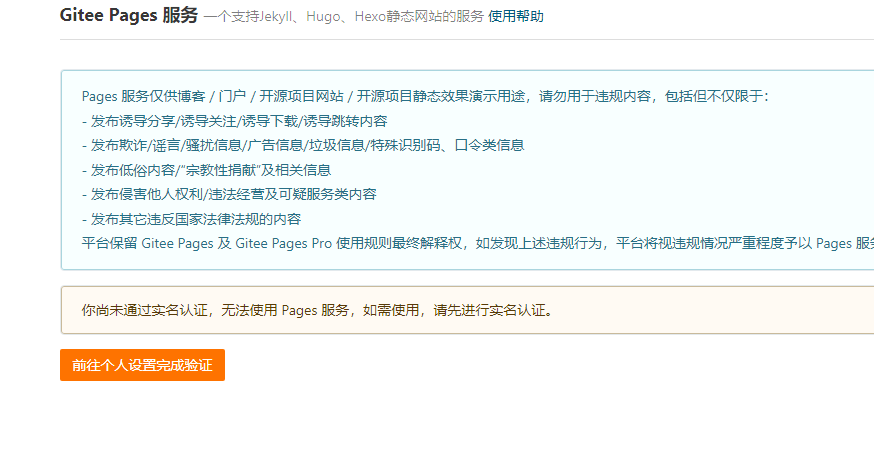 Gitee Pages 服务 一个支持Jekyll、Hugo、Hexo静态网站的服务 使用帮助
Pages 服务仅供博客 / 门户 / 开源项目网站 / 开源项目静态效果演示用途，请勿用于违规内容，包括但不仅限于：
- 发布诱导分享/诱导关注/诱导下载/诱导跳转内容
- 发布欺诈/谣言/骚扰信息/广告信息/垃圾信息/特殊识别码、口令类信息
- 发布低俗内容/“宗教性捐献”及相关信息
- 发布侵害他人权利/违法经营及可疑服务类内容
- 发布其它违反国家法律法规的内容
平台保留 Gitee Pages 及 Gitee Pages Pro 使用规则最终解释权，如发现上述违规行为，平台将视违规情况严重程度予以 Pages 服务
你尚未通过实名认证，无法使用 Pages 服务，如需使用，请先进行实名认证。
前往个人设置完成验证